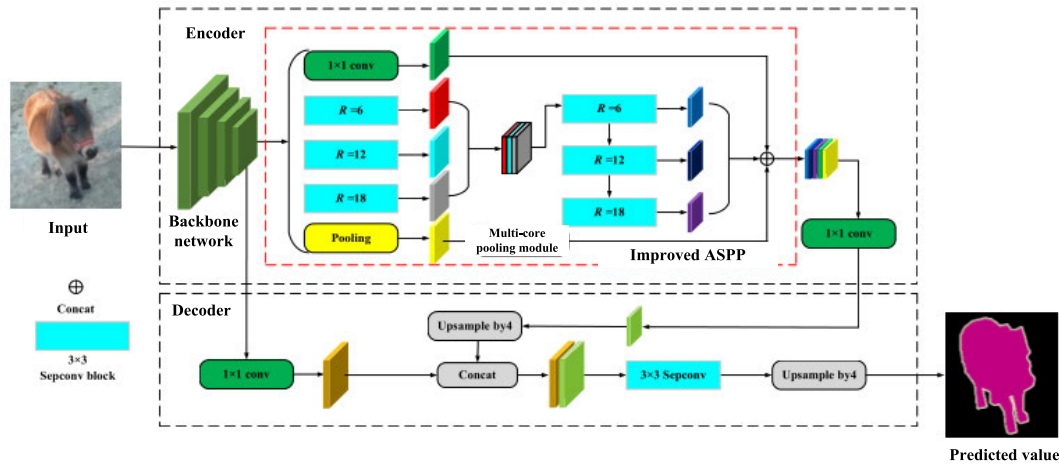 Encoder
1×1 conv
R =6
R =12
R =18
Pooling
Multi-core
pooling module
R =6
R =12
R=18
Improved ASPP
Input
Backbone
network
1×1 conv
Concat
3×3
Sepconv block
Decoder
Upsample by4
1×1 conv
Concat
3×3 Sepconv
Upsample by4
Predicted value